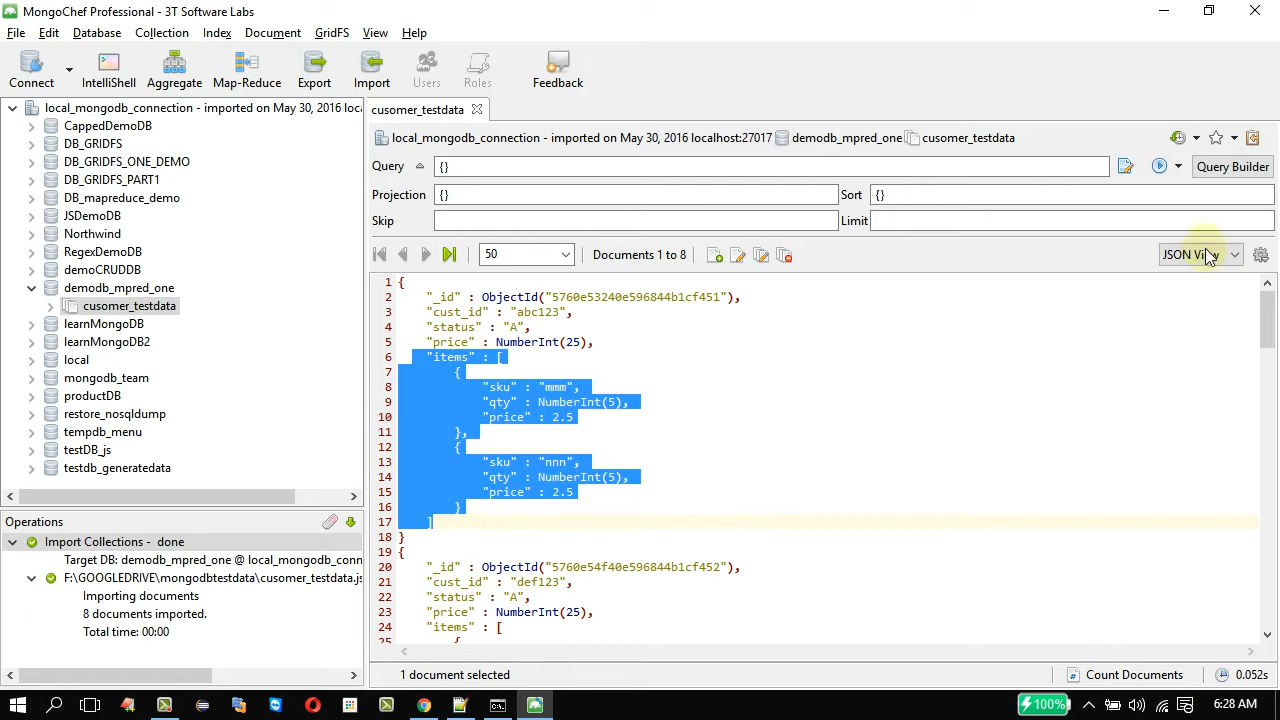 MongoChef Professional - 3T Software Labs
File Edit Database Collection Index Document GridFS View Help
Connect IntelliShell Aggregate Map-Reduce Export Import Users Roles Feedback
local_mongodb_connection - imported on May 30, 2016 loca
CappedDemoDB
DB_GRIDFS
DB_GRIDFS_ONE_DEMO
DB_GRIDFS_PART1
DB_mapreduce_demo
JSDemoDB
Northwind
RegexDemoDB
demoCRUDDB
demodb_mpred_one
cusomer_testdata
learnMongoDB
learnMongoDB2
local
mongodb_team
productDB
restore_nosqldump
tempdb_menu
testDB_js
testdb_generatedata
Operations
Import Collections - done
Target DB: demodb_mpred_one @ local_mongodb_conn
F:\GOOGLEDRIVE\mongodbtestdata\cusomer_testdata.js
Importing documents
8 documents imported.
Total time: 00:00
cusomer_testdata
local_mongodb_connection - imported on May 30, 2016 localhost:27017 demodb_mpred_one cusomer_testdata
Query {} Query Builder
Projection {} Sort {}
Skip Limit
50 Documents 1 to 8 JSON View
1 {
2 "_id" : ObjectId("5760e53240e596844b1cf451"),
3 "cust_id" : "abc123",
4 "status" : "A",
5 "price" : NumberInt(25),
6 "items" : [
7 {
8 "sku" : "mmm",
9 "qty" : NumberInt(5),
10 "price" : 2.5
11 },
12 {
13 "sku" : "nnn",
14 "qty" : NumberInt(5),
15 "price" : 2.5
16 }
17 ]
18 }
19 {
20 "_id" : ObjectId("5760e54f40e596844b1cf452"),
21 "cust_id" : "def123",
22 "status" : "A",
23 "price" : NumberInt(25),
24 "items" : [
25 {
1 document selected Count Documents 0.052s
100% 6:28 AM